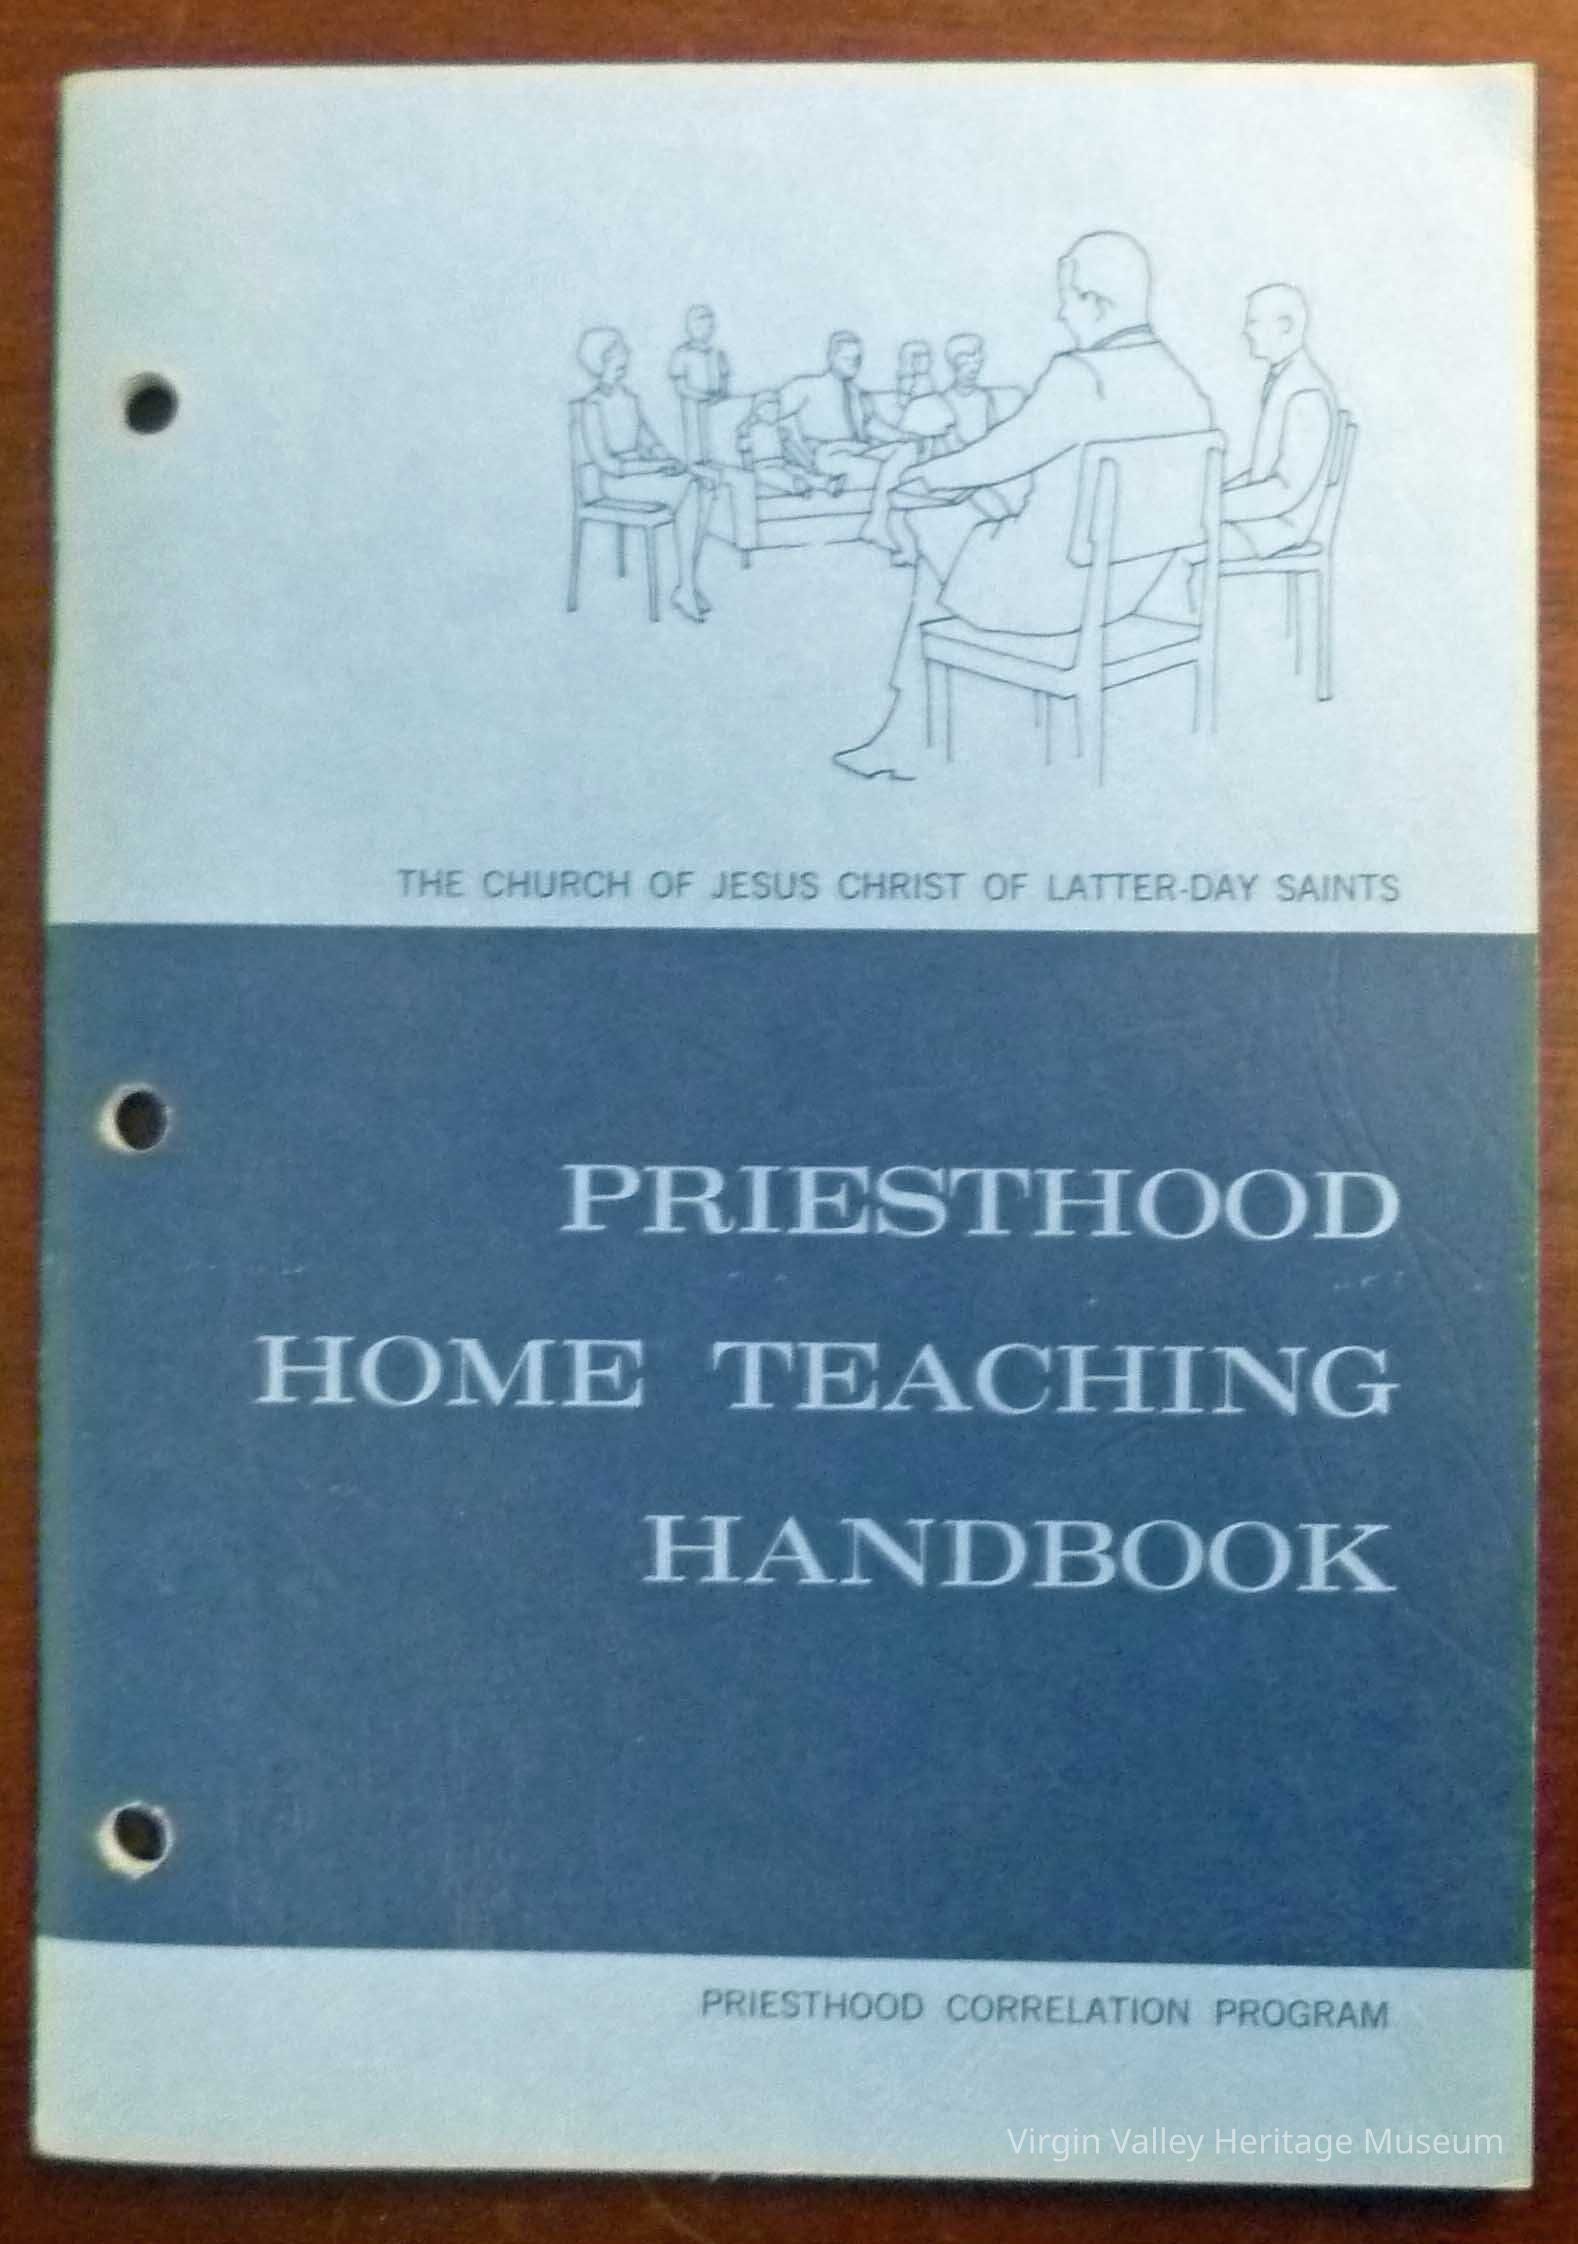 THE CHURCH OF JESUS CHRIST OF LATTER-DAY SAINTS
PRIESTHOOD
HOME TEACHING
HANDBOOK
PRIESTHOOD CORRELATION PROGRAM
Virgin Valley Heritage Museum